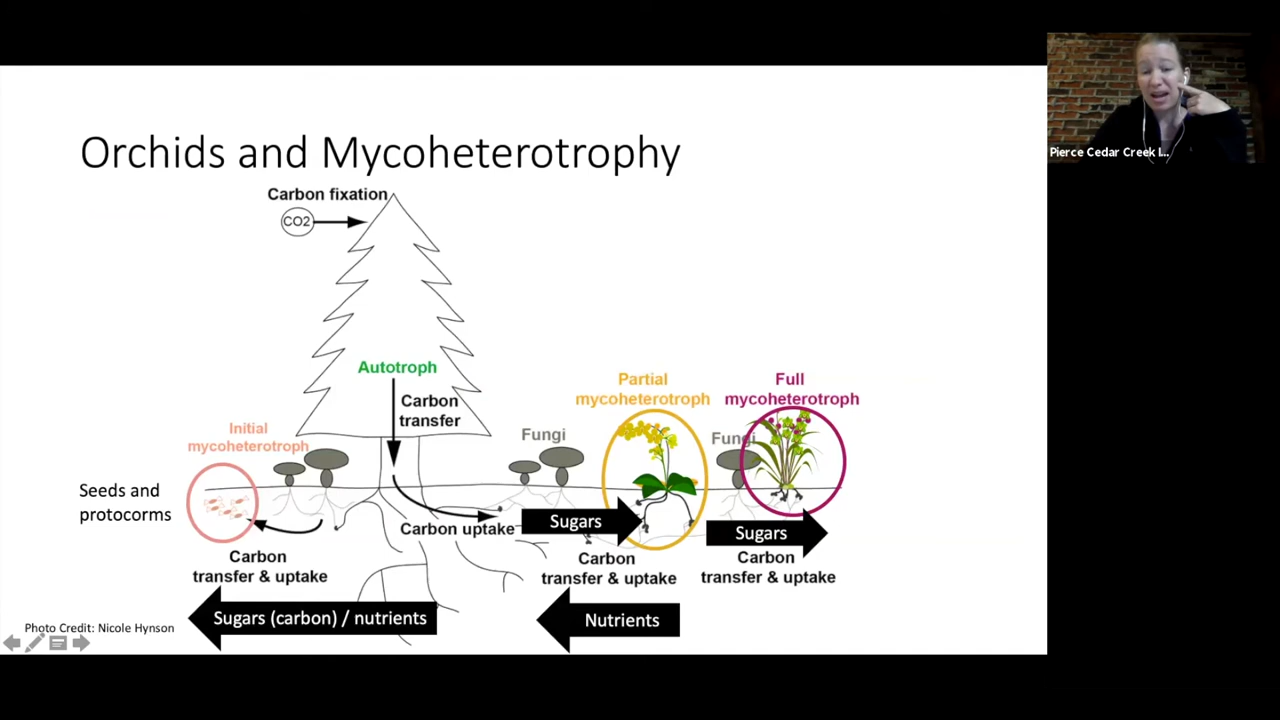 Orchids and Mycoheterotrophy
Carbon fixation
CO2
Autotroph
Carbon
transfer
Initial
mycoheterotroph
Seeds and
protocorms
Carbon
transfer & uptake
Sugars (carbon) / nutrients
Fungi
Carbon uptake
Sugars
Carbon
transfer & uptake
Nutrients
Partial
mycoheterotroph
Fungi
Full
mycoheterotroph
Sugars
Carbon
transfer & uptake
Photo Credit: Nicole Hynson
Pierce Cedar Creek I...